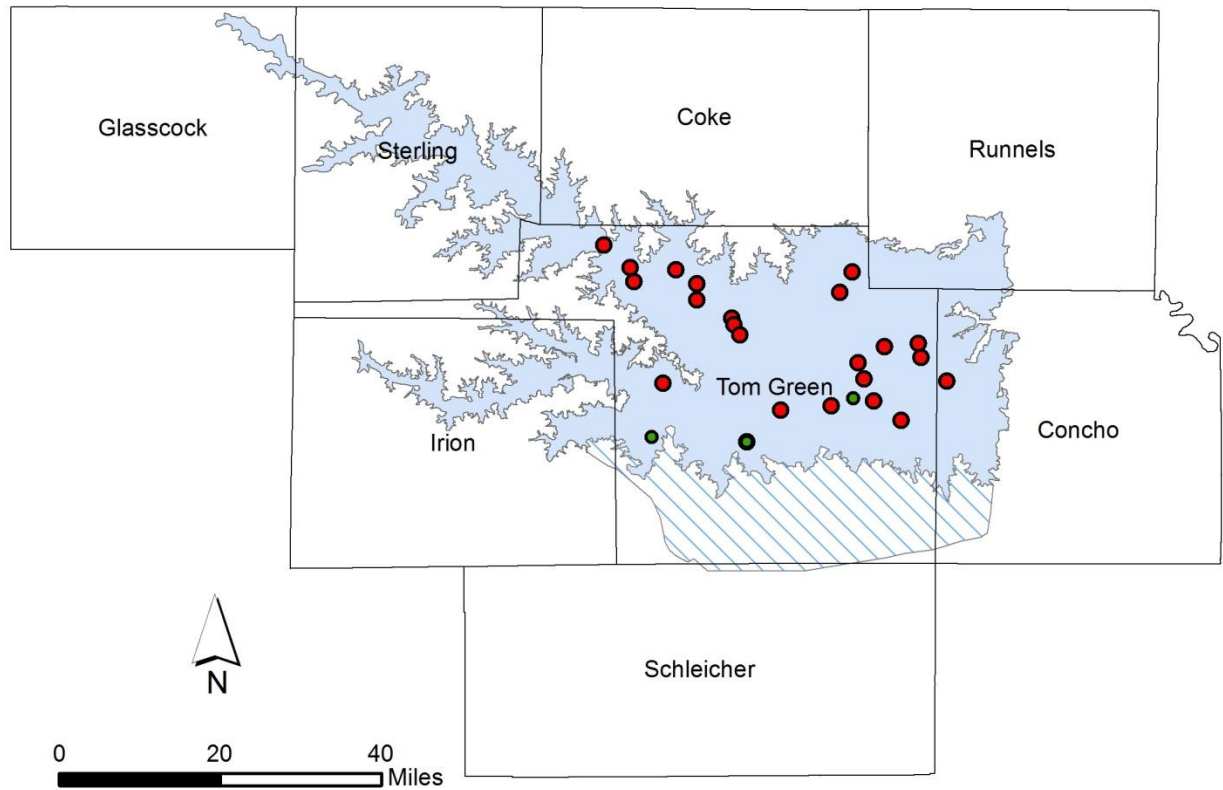 Coke
Glasscock
Sterling
Runnels
Tom Green
Concho
Irion
Schleicher
N
0 20 40
Miles